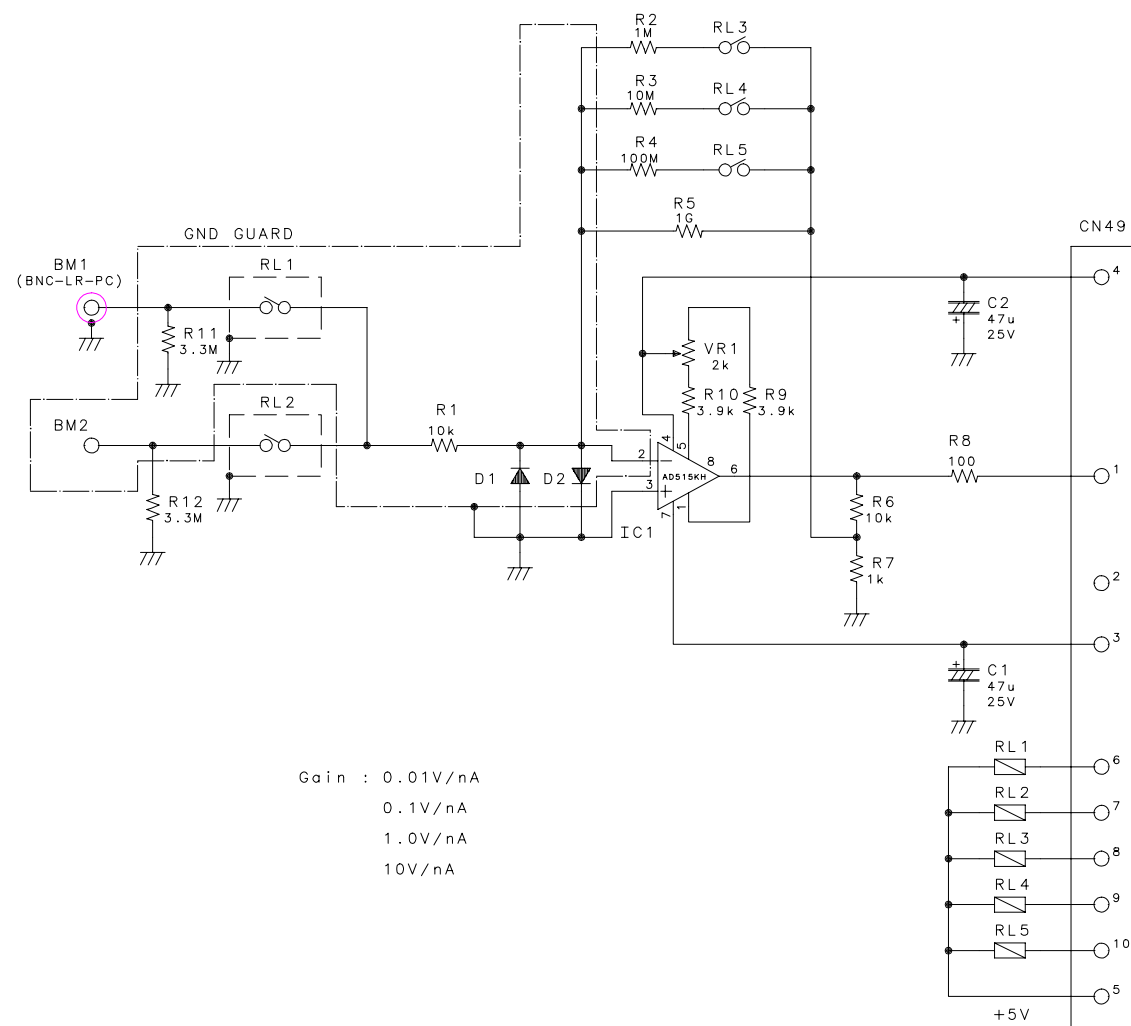 R2
1M
RL3
R3
10M
RL4
R4
100M
RL5
R5
1G
GND GUARD
CN49
BM1
(BNC-LR-PC)
RL1
4
C2
+
47u
25V
R11
3.3M
VR1
2k
R10
3.9k
R9
3.9k
BM2
RL2
R1
10k
4
5
R8
100
2
8
6
1
AD515KH
D1
D2
3
R12
3.3M
7
1
IC1
R6
10k
R7
1k
2
3
+
C1
47u
25V
RL1
6
Gain : 0.01V/nA
0.1V/nA
1.0V/nA
10V/nA
RL2
7
RL3
8
RL4
9
RL5
10
5
+5V